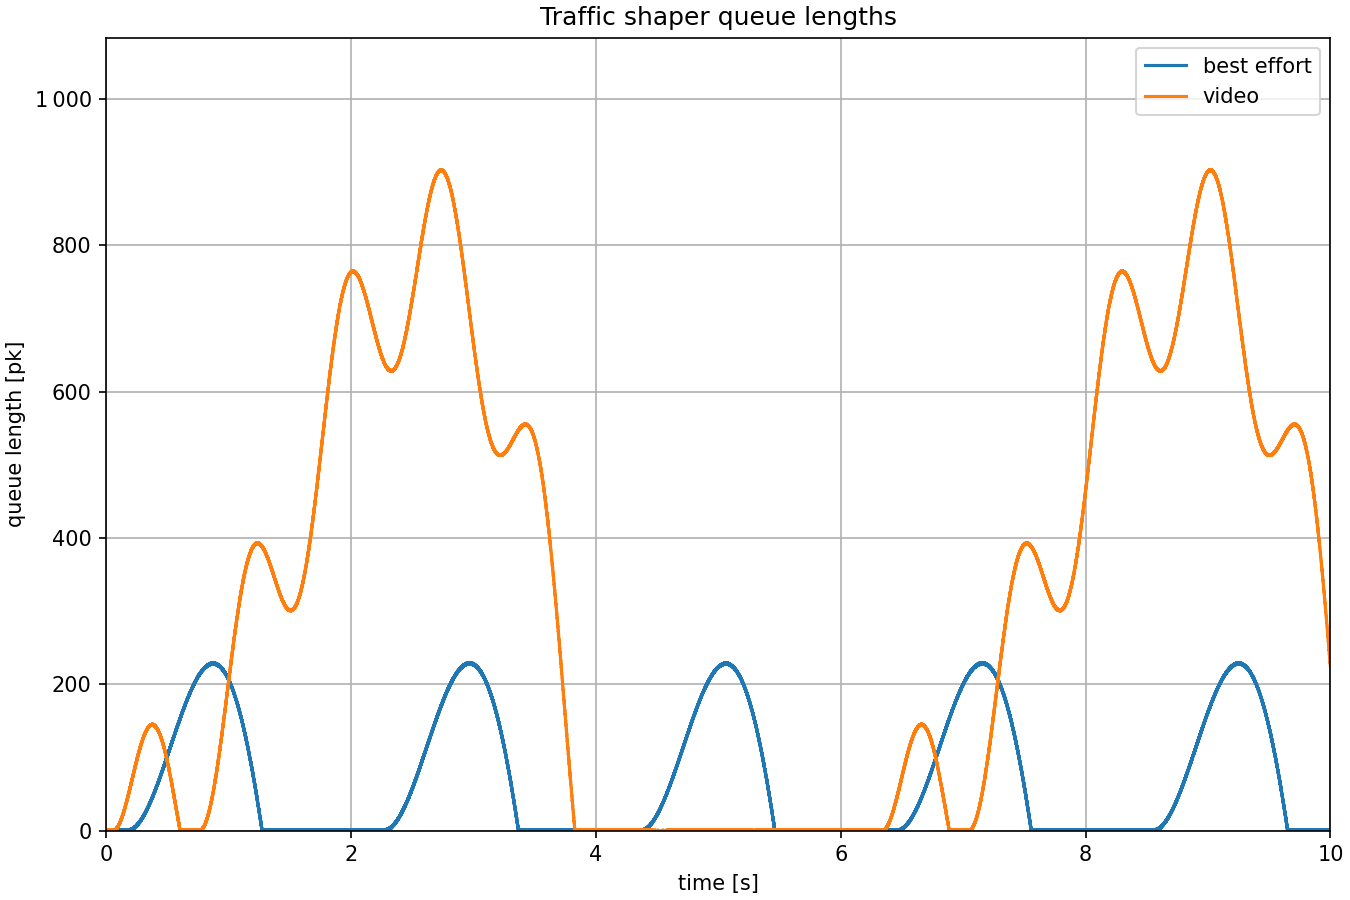 Traffic shaper queue lengths
best effort
video
queue length [pk]
1 000
800
600
400
200
0
0 2 4 6 8 10
time [s]